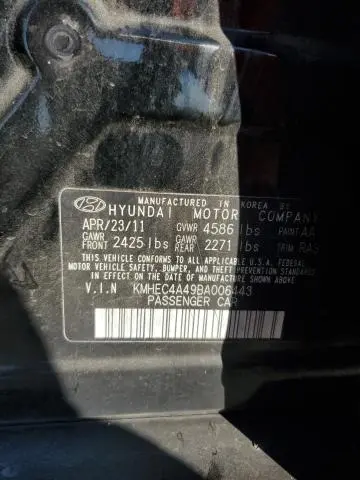 MANUFACTURED IN KOREA BY
HYUNDAI MOTOR COMPANY
APR/23/11 GVWR 4586 lbs PAINT AA
GAWR FRONT 2425 lbs GAWR REAR 2271 lbs TRIM RAS
THIS VEHICLE CONFORMS TO ALL APPLICABLE U.S.A. FEDERAL
MOTOR VEHICLE SAFETY, BUMPER, AND THEFT PREVENTION STANDARDS
IN EFFECT ON THE DATE OF MANUFACTURE SHOWN ABOVE.
V.I.N KMHEC4A49BA006443
PASSENGER CAR